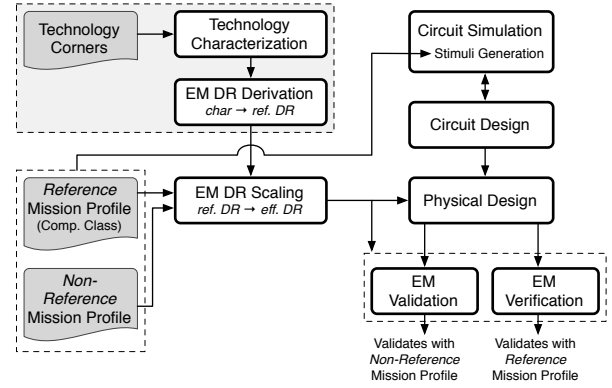 Technology
Corners
Technology
Characterization
EM DR Derivation
char → ref. DR
Circuit Simulation
Stimuli Generation
Circuit Design
Reference
Mission Profile
(Comp. Class)
EM DR Scaling
ref. DR → eff. DR
Physical Design
Non-
Reference
Mission Profile
EM
Validation
EM
Verification
Validates with
Non-Reference
Mission Profile
Validates with
Reference
Mission Profile